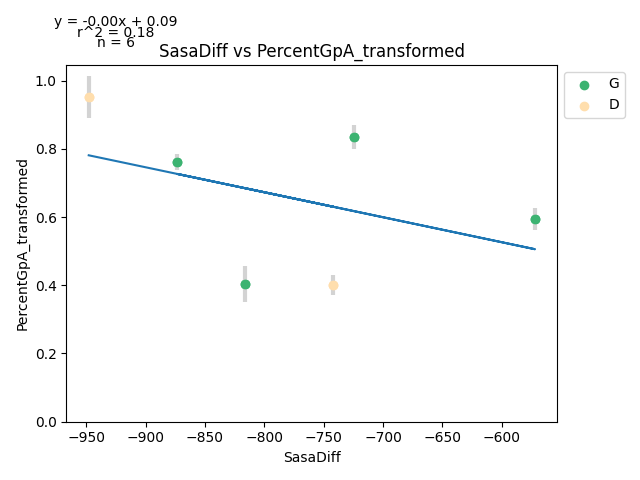 y = -0.00x + 0.09
r^2 = 0.18
n = 6
SasaDiff vs PercentGpA_transformed
G
D
PercentGpA_transformed
1.0
0.8
0.6
0.4
0.2
0.0
−950 −900 −850 −800 −750 −700 −650 −600
SasaDiff